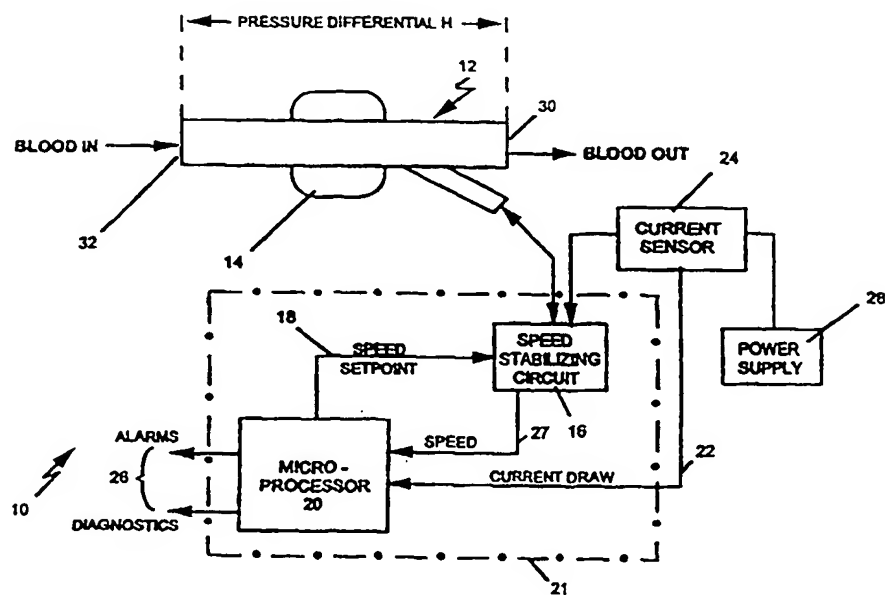 PRESSURE DIFFERENTIAL H
12
30
BLOOD IN
BLOOD OUT
24
32
14
CURRENT
SENSOR
28
18
SPEED
SETPOINT
SPEED
STABILIZING
CIRCUIT
POWER
SUPPLY
27
16
22
ALARMS
SPEED
26
MICRO -
PROCESSOR
20
CURRENT DRAW
10
DIAGNOSTICS
21